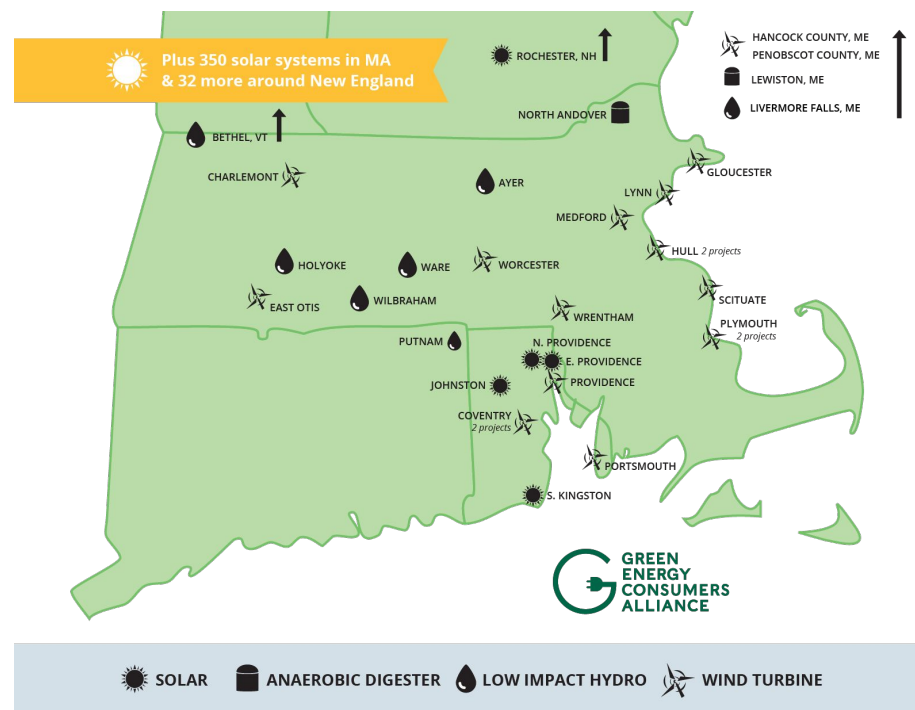 Plus 350 solar systems in MA
& 32 more around New England
ROCHESTER, NH
HANCOCK COUNTY, ME
PENOBSCOT COUNTY, ME
LEWISTON, ME
LIVERMORE FALLS, ME
NORTH ANDOVER
BETHEL, VT
CHARLEMONT
AYER
GLOUCESTER
LYNN
MEDFORD
HULL 2 projects
HOLYOKE
WARE
WORCESTER
EAST OTIS
WILBRAHAM
SCITUATE
WRENTHAM
PLYMOUTH
2 projects
PUTNAM
N. PROVIDENCE
E. PROVIDENCE
JOHNSTON
PROVIDENCE
COVENTRY
2 projects
PORTSMOUTH
S. KINGSTON
GREEN
ENERGY
CONSUMERS
ALLIANCE
SOLAR
ANAEROBIC DIGESTER
LOW IMPACT HYDRO
WIND TURBINE